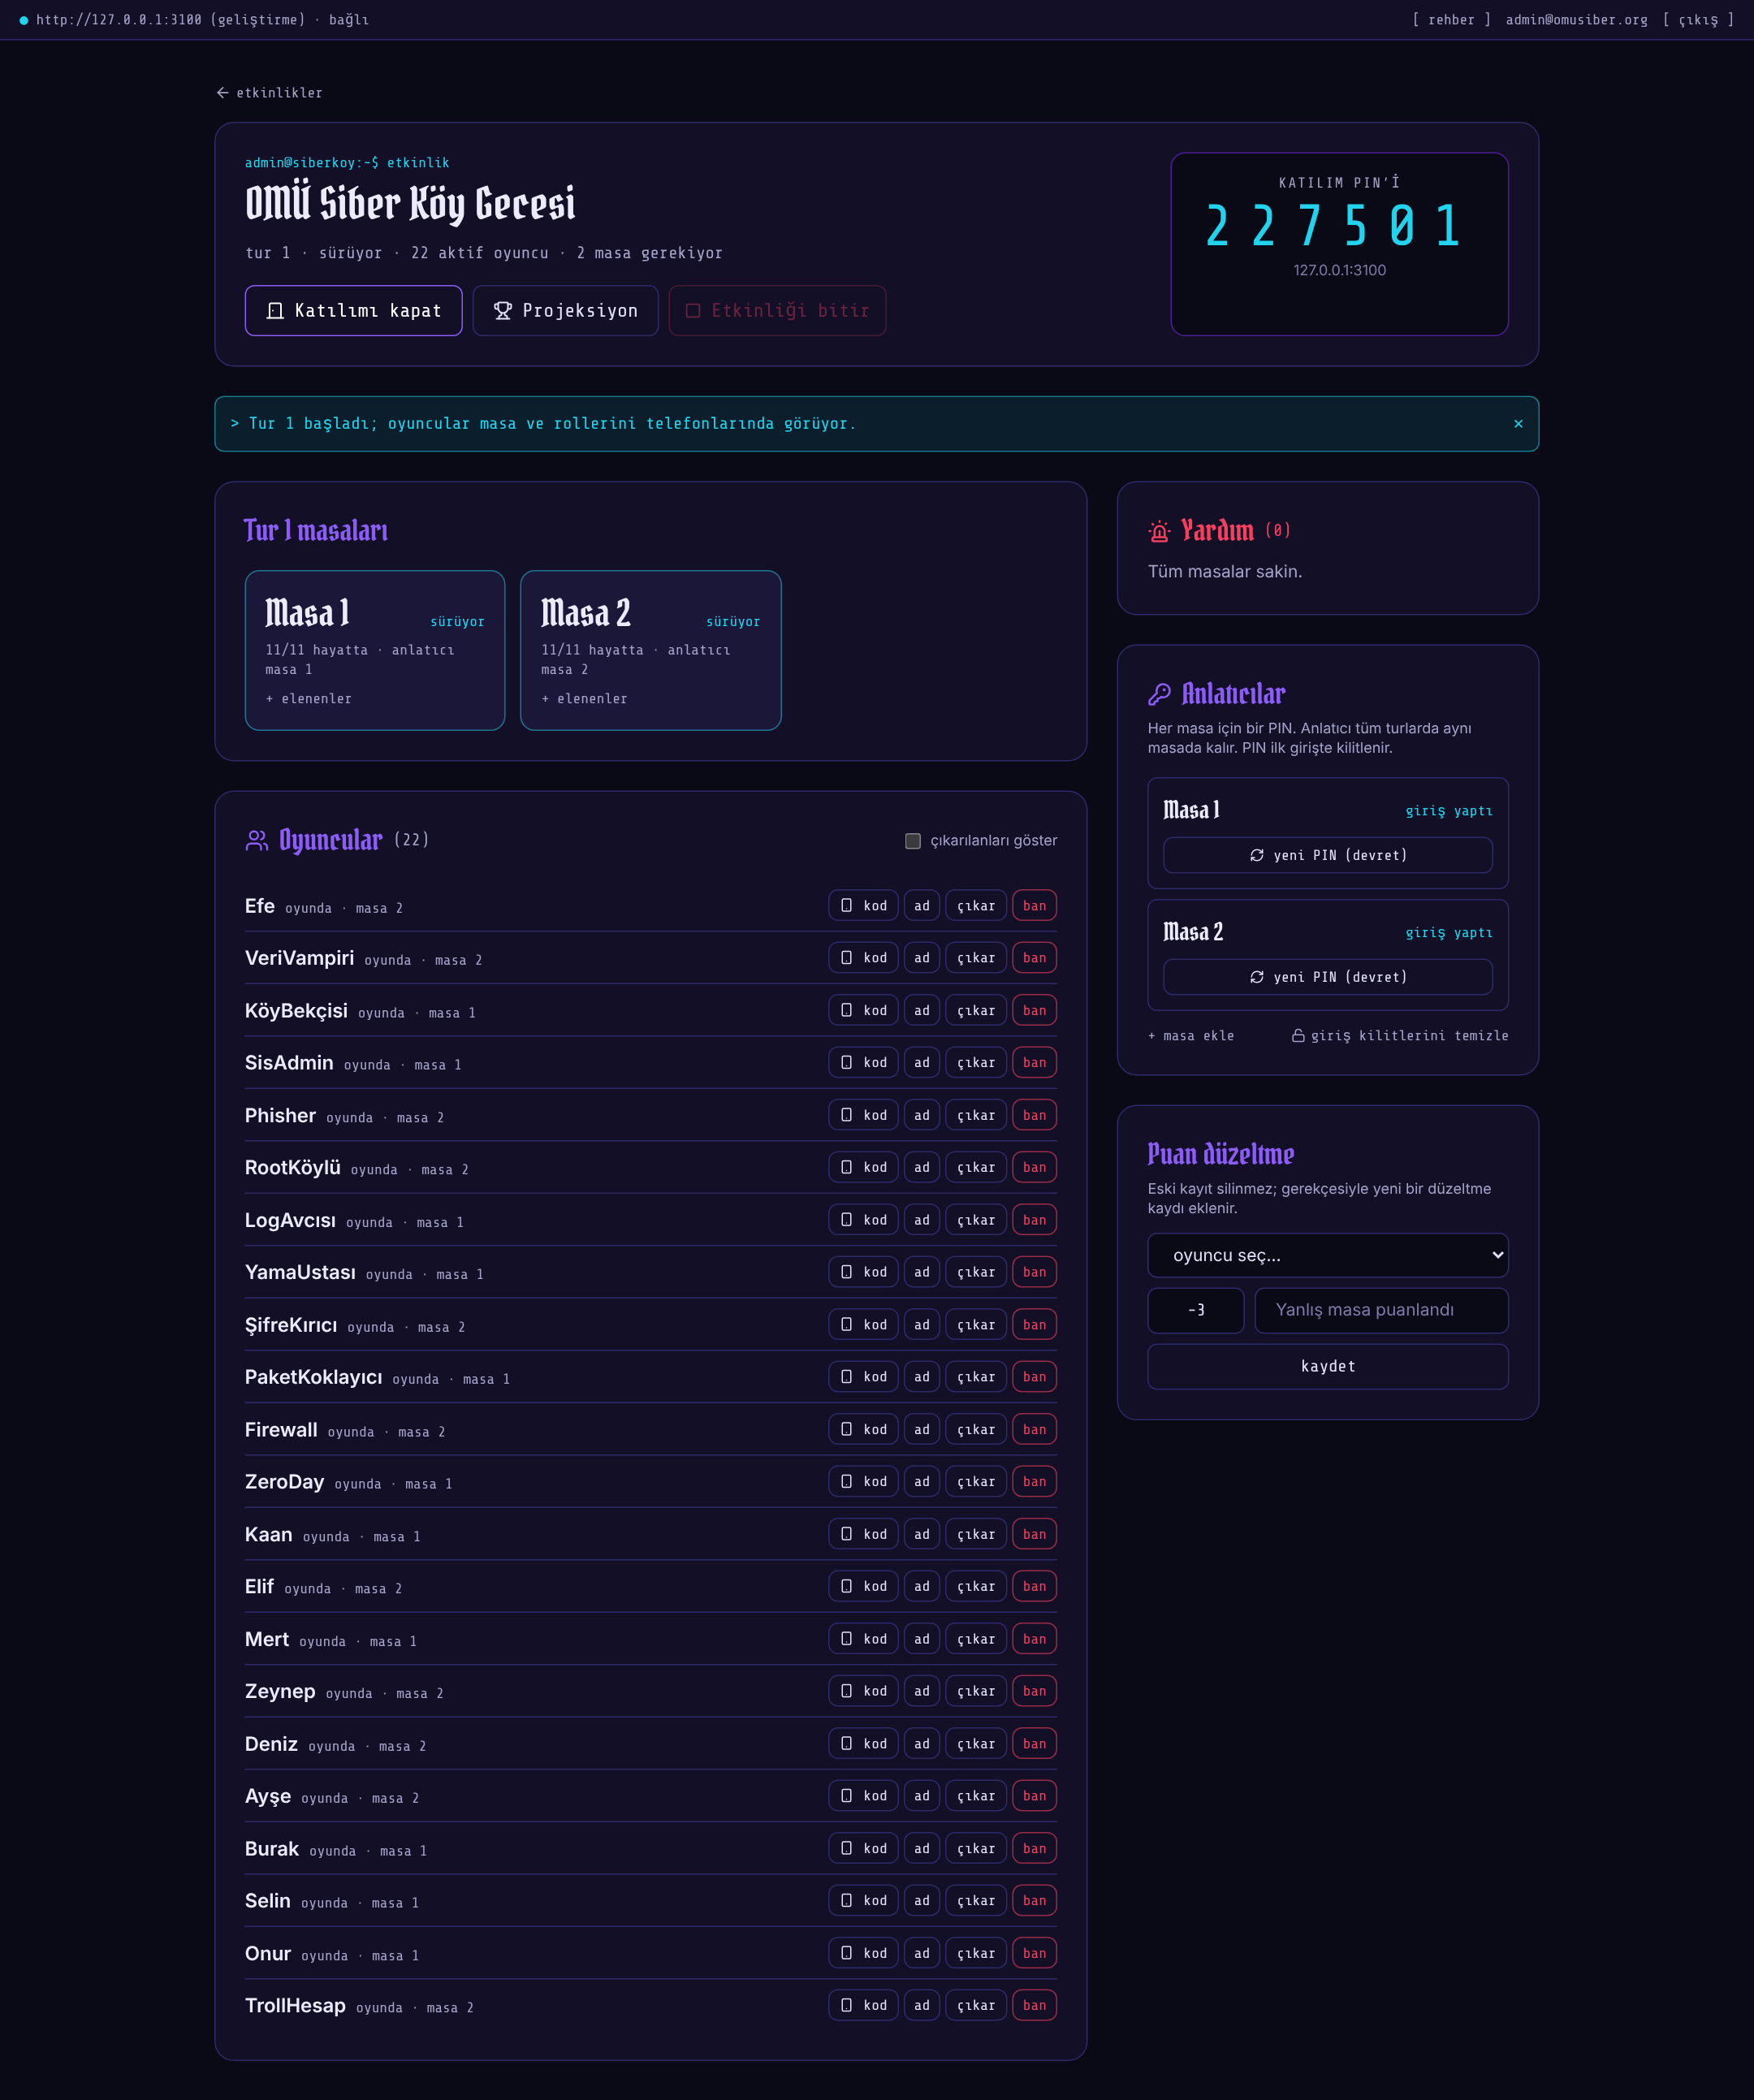 http://127.0.0.1:3100 (geliştirme) · bağlı
[ rehber ] admin@omusiber.org [ çıkış ]
← etkinlikler
admin@siberkoy:~$ etkinlik
OMÜ Siber Köy Gecesi
tur 1 · sürüyor · 22 aktif oyuncu · 2 masa gerekiyor
Katılımı kapat
Projeksiyon
Etkinliği bitir
KATILIM PIN'İ
227501
127.0.0.1:3100
> Tur 1 başladı; oyuncular masa ve rollerini telefonlarında görüyor. ×
Tur 1 masaları
Masa 1 sürüyor
11/11 hayatta · anlatıcı
masa 1
+ elenenler
Masa 2 sürüyor
11/11 hayatta · anlatıcı
masa 2
+ elenenler
Oyuncular (22) çıkarılanları göster
Efe oyunda · masa 2 kod ad çıkar ban
VeriVampiri oyunda · masa 2 kod ad çıkar ban
KöyBekçisi oyunda · masa 1 kod ad çıkar ban
SisAdmin oyunda · masa 1 kod ad çıkar ban
Phisher oyunda · masa 2 kod ad çıkar ban
RootKöylü oyunda · masa 2 kod ad çıkar ban
LogAvcısı oyunda · masa 1 kod ad çıkar ban
YamaUstası oyunda · masa 1 kod ad çıkar ban
ŞifreKırıcı oyunda · masa 2 kod ad çıkar ban
PaketKoklayıcı oyunda · masa 1 kod ad çıkar ban
Firewall oyunda · masa 2 kod ad çıkar ban
ZeroDay oyunda · masa 1 kod ad çıkar ban
Kaan oyunda · masa 1 kod ad çıkar ban
Elif oyunda · masa 2 kod ad çıkar ban
Mert oyunda · masa 1 kod ad çıkar ban
Zeynep oyunda · masa 2 kod ad çıkar ban
Deniz oyunda · masa 2 kod ad çıkar ban
Ayşe oyunda · masa 2 kod ad çıkar ban
Burak oyunda · masa 1 kod ad çıkar ban
Selin oyunda · masa 1 kod ad çıkar ban
Onur oyunda · masa 1 kod ad çıkar ban
TrollHesap oyunda · masa 2 kod ad çıkar ban
Yardım (0)
Tüm masalar sakin.
Anlatıcılar
Her masa için bir PIN. Anlatıcı tüm turlarda aynı
masada kalır. PIN ilk girişte kilitlenir.
Masa 1 giriş yaptı
yeni PIN (devret)
Masa 2 giriş yaptı
yeni PIN (devret)
+ masa ekle giriş kilitlerini temizle
Puan düzeltme
Eski kayıt silinmez; gerekçesiyle yeni bir düzeltme
kaydı eklenir.
oyuncu seç...
-3 Yanlış masa puanlandı
kaydet